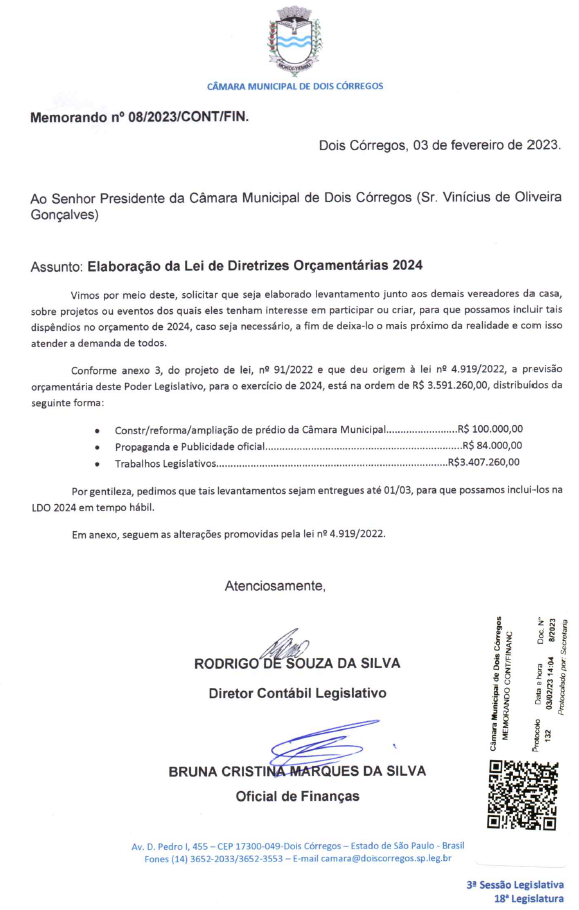 CÂMARA MUNICIPAL DE DOIS CÓRREGOS
Memorando nº 08/2023/CONT/FIN.
Dois Córregos, 03 de fevereiro de 2023.
Ao Senhor Presidente da Câmara Municipal de Dois Córregos (Sr. Vinícius de Oliveira
Gonçalves)
Assunto: Elaboração da Lei de Diretrizes Orçamentárias 2024
Vimos por meio deste, solicitar que seja elaborado levantamento junto aos demais vereadores da casa,
sobre projetos ou eventos dos quais eles tenham interesse em participar ou criar, para que possamos incluir tais
dispêndios no orçamento de 2024, caso seja necessário, a fim de deixa-lo o mais próximo da realidade e com isso
atender a demanda de todos.
Conforme anexo 3, do projeto de lei, nº 91/2022 e que deu origem à lei nº 4.919/2022, a previsão
orçamentária deste Poder Legislativo, para o exercício de 2024, está na ordem de R$ 3.591.260,00, distribuídos da
seguinte forma:
• Constr/reforma/ampliação de prédio da Câmara Municipal........................R$ 100.000,00
• Propaganda e Publicidade oficial.......................................................................R$ 84.000,00
• Trabalhos Legislativos....................................................................................R$3.407.260,00
Por gentileza, pedimos que tais levantamentos sejam entregues até 01/03, para que possamos inclui-los na
LDO 2024 em tempo hábil.
Em anexo, seguem as alterações promovidas pela lei nº 4.919/2022.
Atenciosamente,
RODRIGO DE SOUZA DA SILVA
Diretor Contábil Legislativo
BRUNA CRISTINA MARQUES DA SILVA
Oficial de Finanças
Câmara Municipal de Dois Córregos
MEMORANDO CONT/FINANC
Protocolo Data e hora Doc. Nº
132 03/02/23 14:04 8/2023
Protocolado por: Secretaria
Av. D. Pedro I, 455 – CEP 17300-049-Dois Córregos – Estado de São Paulo - Brasil
Fones (14) 3652-2033/3652-3553 – E-mail camara@doiscorregos.sp.leg.br
3ª Sessão Legislativa
18ª Legislatura